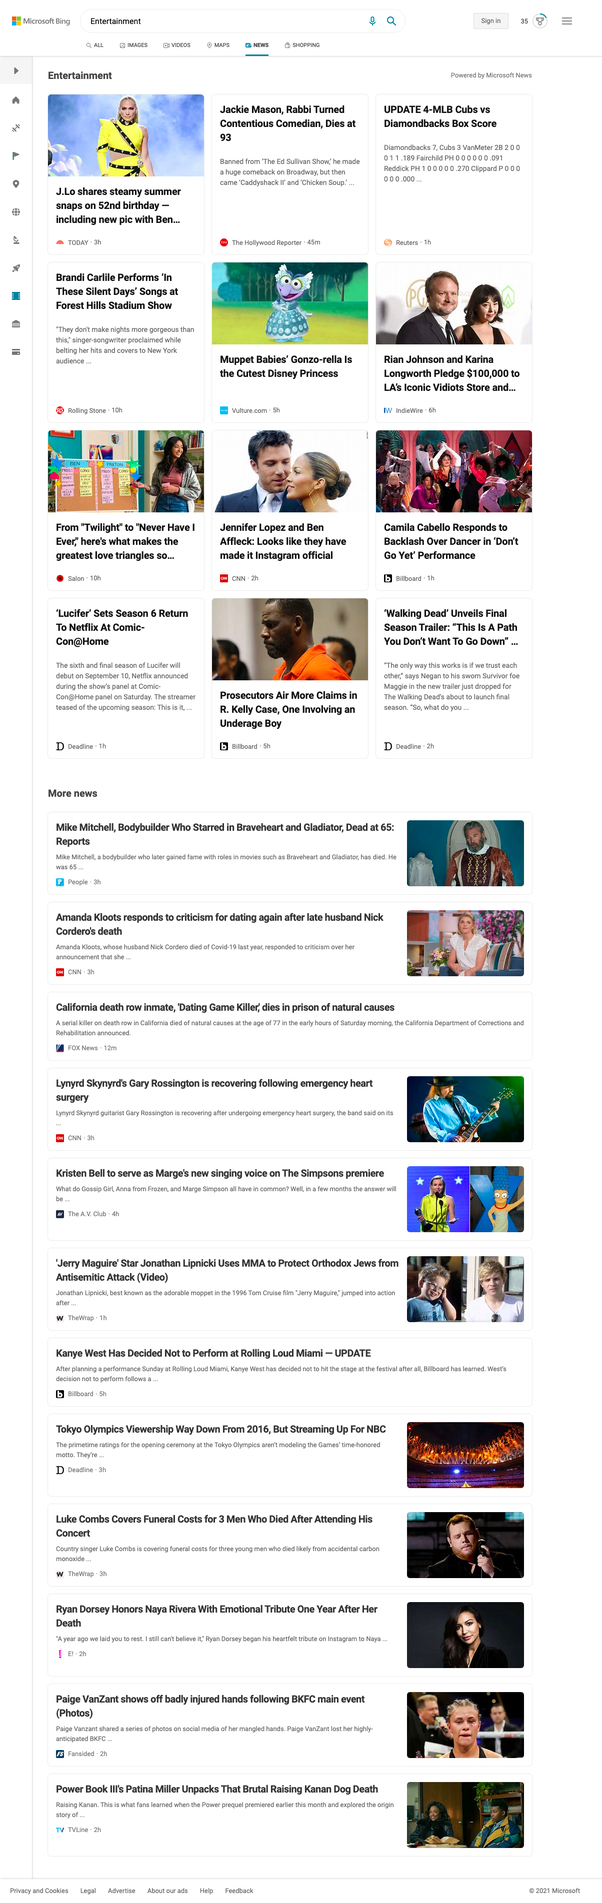 Microsoft Bing
Entertainment
Sign in
35
ALL
IMAGES
VIDEOS
MAPS
NEWS
SHOPPING
Entertainment
Powered by Microsoft News
J.Lo shares steamy summer
snaps on 52nd birthday —
including new pic with Ben...
TODAY · 3h
Jackie Mason, Rabbi Turned
Contentious Comedian, Dies at
93
Banned from 'The Ed Sullivan Show,' he made
a huge comeback on Broadway, but then
came 'Caddyshack II' and 'Chicken Soup.' ...
The Hollywood Reporter · 45m
UPDATE 4-MLB Cubs vs
Diamondbacks Box Score
Diamondbacks 7, Cubs 3 VanMeter 2B 2 0 0
0 1 1 .189 Fairchild PH 0 0 0 0 0 0 .091
Reddick PH 1 0 0 0 0 0 .270 Clippard P 0 0 0
0 0 0 .000 ...
Reuters · 1h
Brandi Carlile Performs 'In
These Silent Days' Songs at
Forest Hills Stadium Show
"They don't make nights more gorgeous than
this," singer-songwriter proclaimed while
belting her hits and covers to New York
audience ...
Rolling Stone · 10h
Muppet Babies' Gonzo-rella Is
the Cutest Disney Princess
Vulture.com · 5h
Rian Johnson and Karina
Longworth Pledge $100,000 to
LA's Iconic Vidiots Store and...
IndieWire · 6h
BEN
PAXTON
From "Twilight" to "Never Have I
Ever," here's what makes the
greatest love triangles so...
Salon · 10h
Jennifer Lopez and Ben
Affleck: Looks like they have
made it Instagram official
CNN · 2h
Camila Cabello Responds to
Backlash Over Dancer in 'Don't
Go Yet' Performance
Billboard · 1h
'Lucifer' Sets Season 6 Return
To Netflix At Comic-
Con@Home
The sixth and final season of Lucifer will
debut on September 10, Netflix announced
during the show's panel at Comic-
Con@Home panel on Saturday. The streamer
teased of the upcoming season: This is it, ...
Deadline · 1h
Prosecutors Air More Claims in
R. Kelly Case, One Involving an
Underage Boy
Billboard · 5h
'Walking Dead' Unveils Final
Season Trailer: "This Is A Path
You Don't Want To Go Down" ...
"The only way this works is if we trust each
other," says Negan to his sworn Survivor foe
Maggie in the new trailer just dropped for
The Walking Dead's about to launch final
season. "So, what do you ...
Deadline · 2h
More news
Mike Mitchell, Bodybuilder Who Starred in Braveheart and Gladiator, Dead at 65:
Reports
Mike Mitchell, a bodybuilder who later gained fame with roles in movies such as Braveheart and Gladiator, has died. He
was 65 ...
People · 3h
Amanda Kloots responds to criticism for dating again after late husband Nick
Cordero's death
Amanda Kloots, whose husband Nick Cordero died of Covid-19 last year, responded to criticism over her
announcement that she ...
CNN · 3h
California death row inmate, 'Dating Game Killer,' dies in prison of natural causes
A serial killer on death row in California died of natural causes at the age of 77 in the early hours of Saturday morning, the California Department of Corrections and
Rehabilitation announced.
FOX News · 12m
Lynyrd Skynyrd's Gary Rossington is recovering following emergency heart
surgery
Lynyrd Skynyrd guitarist Gary Rossington is recovering after undergoing emergency heart surgery, the band said on its
...
CNN · 3h
Kristen Bell to serve as Marge's new singing voice on The Simpsons premiere
What do Gossip Girl, Anna from Frozen, and Marge Simpson all have in common? Well, in a few months the answer will
be ...
The A.V. Club · 4h
'Jerry Maguire' Star Jonathan Lipnicki Uses MMA to Protect Orthodox Jews from
Antisemitic Attack (Video)
Jonathan Lipnicki, best known as the adorable moppet in the 1996 Tom Cruise film "Jerry Maguire," jumped into action
after ...
TheWrap · 1h
Kanye West Has Decided Not to Perform at Rolling Loud Miami — UPDATE
After planning a performance Sunday at Rolling Loud Miami, Kanye West has decided not to hit the stage at the festival after all, Billboard has learned. West's
decision not to perform follows a ...
Billboard · 5h
Tokyo Olympics Viewership Way Down From 2016, But Streaming Up For NBC
The primetime ratings for the opening ceremony at the Tokyo Olympics aren't modeling the Games' time-honored
motto. They're ...
Deadline · 3h
Luke Combs Covers Funeral Costs for 3 Men Who Died After Attending His
Concert
Country singer Luke Combs is covering funeral costs for three young men who died likely from accidental carbon
monoxide ...
TheWrap · 3h
Ryan Dorsey Honors Naya Rivera With Emotional Tribute One Year After Her
Death
"A year ago we laid you to rest. I still can't believe it," Ryan Dorsey began his heartfelt tribute on Instagram to Naya ...
E! · 2h
Paige VanZant shows off badly injured hands following BKFC main event
(Photos)
Paige Vanzant shared a series of photos on social media of her mangled hands. Paige VanZant lost her highly-
anticipated BKFC ...
Fansided · 2h
Power Book III's Patina Miller Unpacks That Brutal Raising Kanan Dog Death
Raising Kanan. This is what fans learned when the Power prequel premiered earlier this month and explored the origin
story of ...
TVLine · 2h
Privacy and Cookies
Legal
Advertise
About our ads
Help
Feedback
© 2021 Microsoft